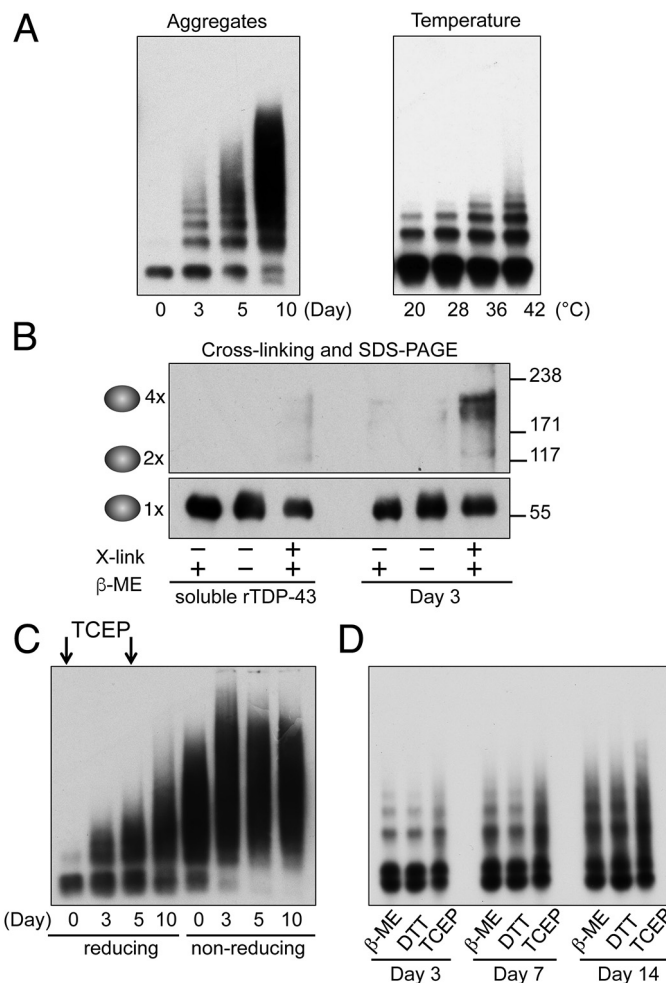 A
Aggregates
Temperature
0 3 5 10 (Day)
20 28 36 42 (°C)
B
Cross-linking and SDS-PAGE
4x
2x
1x
238
171
117
55
X-link − − + − − +
β-ME + − + + − +
soluble rTDP-43 Day 3
C
TCEP
D
(Day) 0 3 5 10 0 3 5 10
reducing non-reducing
β-ME DTT TCEP β-ME DTT TCEP β-ME DTT TCEP
Day 3 Day 7 Day 14